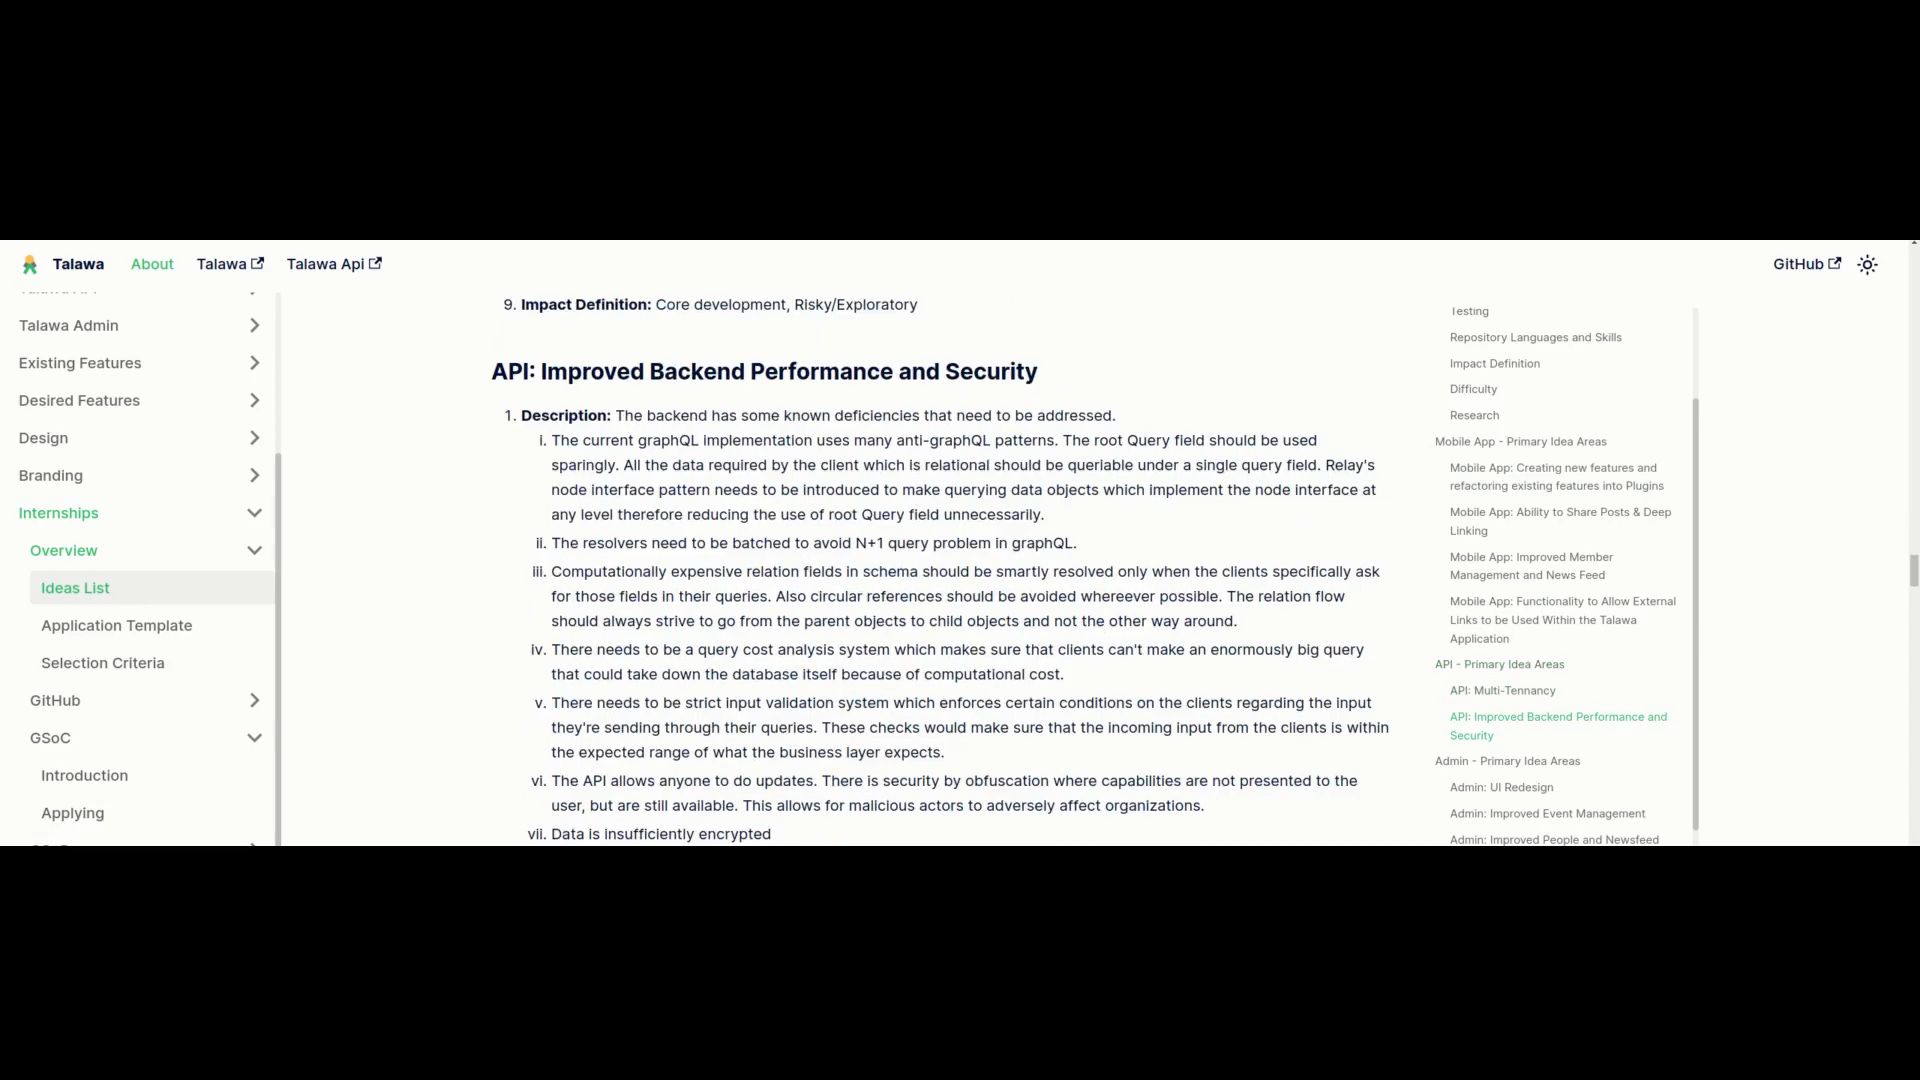 Talawa
About
Talawa
Talawa Api
GitHub
Talawa Admin
Existing Features
Desired Features
Design
Branding
Internships
Overview
Ideas List
Application Template
Selection Criteria
GitHub
GSoC
Introduction
Applying
9. Impact Definition: Core development, Risky/Exploratory
API: Improved Backend Performance and Security
1. Description: The backend has some known deficiencies that need to be addressed.
i. The current graphQL implementation uses many anti-graphQL patterns. The root Query field should be used
sparingly. All the data required by the client which is relational should be queriable under a single query field. Relay's
node interface pattern needs to be introduced to make querying data objects which implement the node interface at
any level therefore reducing the use of root Query field unnecessarily.
ii. The resolvers need to be batched to avoid N+1 query problem in graphQL.
iii. Computationally expensive relation fields in schema should be smartly resolved only when the clients specifically ask
for those fields in their queries. Also circular references should be avoided whereever possible. The relation flow
should always strive to go from the parent objects to child objects and not the other way around.
iv. There needs to be a query cost analysis system which makes sure that clients can't make an enormously big query
that could take down the database itself because of computational cost.
v. There needs to be strict input validation system which enforces certain conditions on the clients regarding the input
they're sending through their queries. These checks would make sure that the incoming input from the clients is within
the expected range of what the business layer expects.
vi. The API allows anyone to do updates. There is security by obfuscation where capabilities are not presented to the
user, but are still available. This allows for malicious actors to adversely affect organizations.
vii. Data is insufficiently encrypted
Testing
Repository Languages and Skills
Impact Definition
Difficulty
Research
Mobile App - Primary Idea Areas
Mobile App: Creating new features and
refactoring existing features into Plugins
Mobile App: Ability to Share Posts & Deep
Linking
Mobile App: Improved Member
Management and News Feed
Mobile App: Functionality to Allow External
Links to be Used Within the Talawa
Application
API - Primary Idea Areas
API: Multi-Tennancy
API: Improved Backend Performance and
Security
Admin - Primary Idea Areas
Admin: UI Redesign
Admin: Improved Event Management
Admin: Improved People and Newsfeed